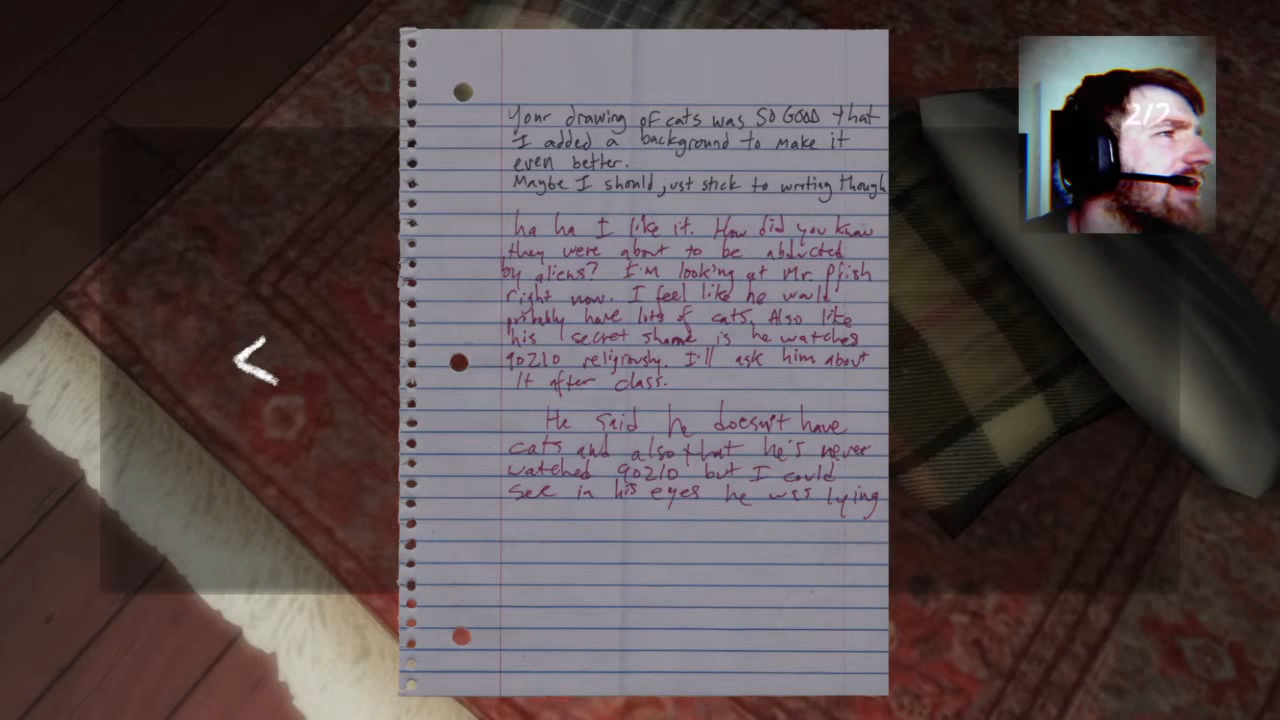 Your drawing of cats was SO GOOD that
I added a background to make it
even better.
Maybe I should just stick to writing though
ha ha I like it. How did you know
they were about to be abducted
by aliens? I'm looking at Mr. Pfish
right now. I feel like he would
probably have lots of cats. Also like
his secret shame is he watches
90210 religiously. I'll ask him about
it after class.
He said he doesn't have
cats and also that he's never
watched 90210 but I could
see in his eyes he was lying
<
2/2